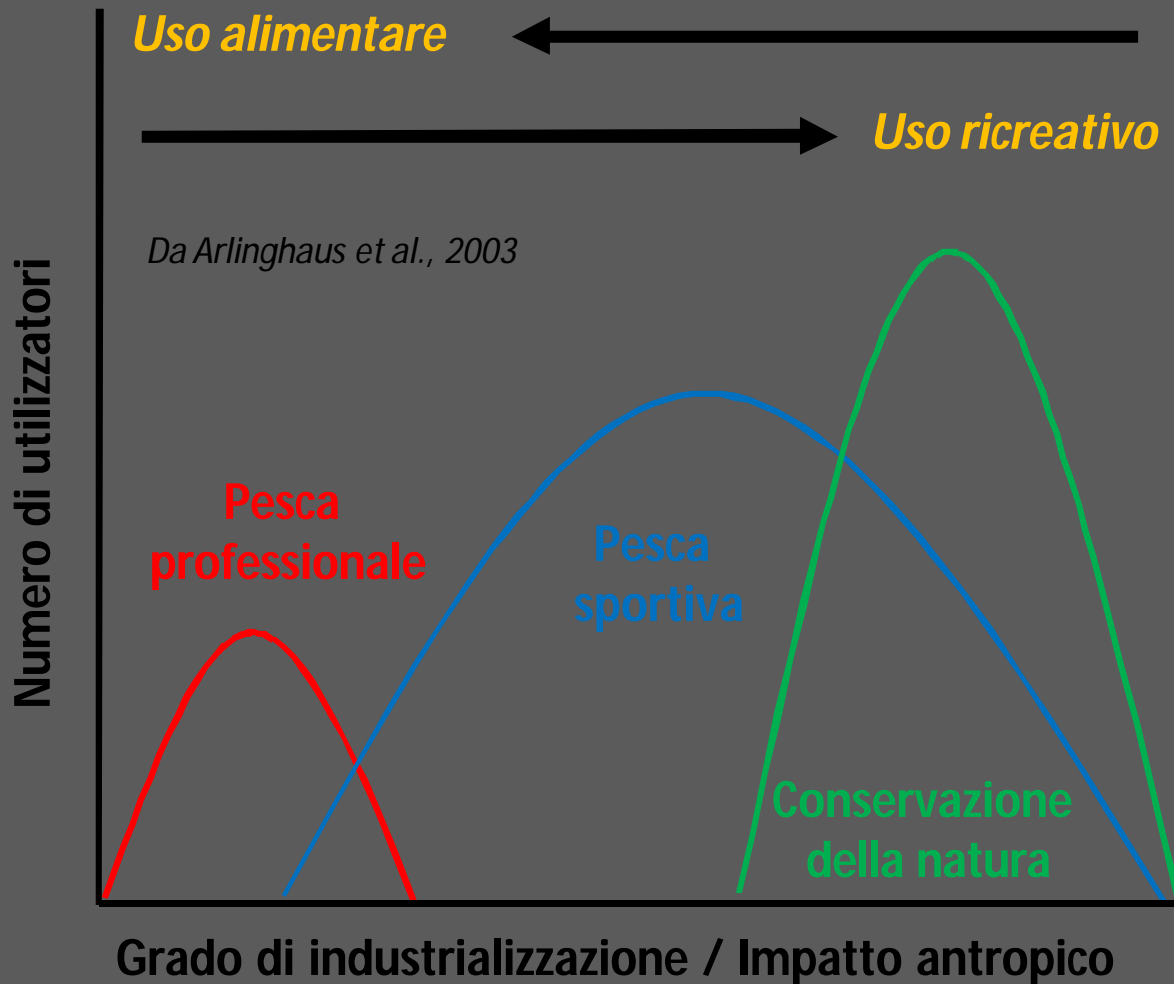 Uso alimentare
Uso ricreativo
Da Arlinghaus et al., 2003
Numero di utilizzatori
Pesca
professionale
Pesca
sportiva
Conservazione
della natura
Grado di industrializzazione / Impatto antropico